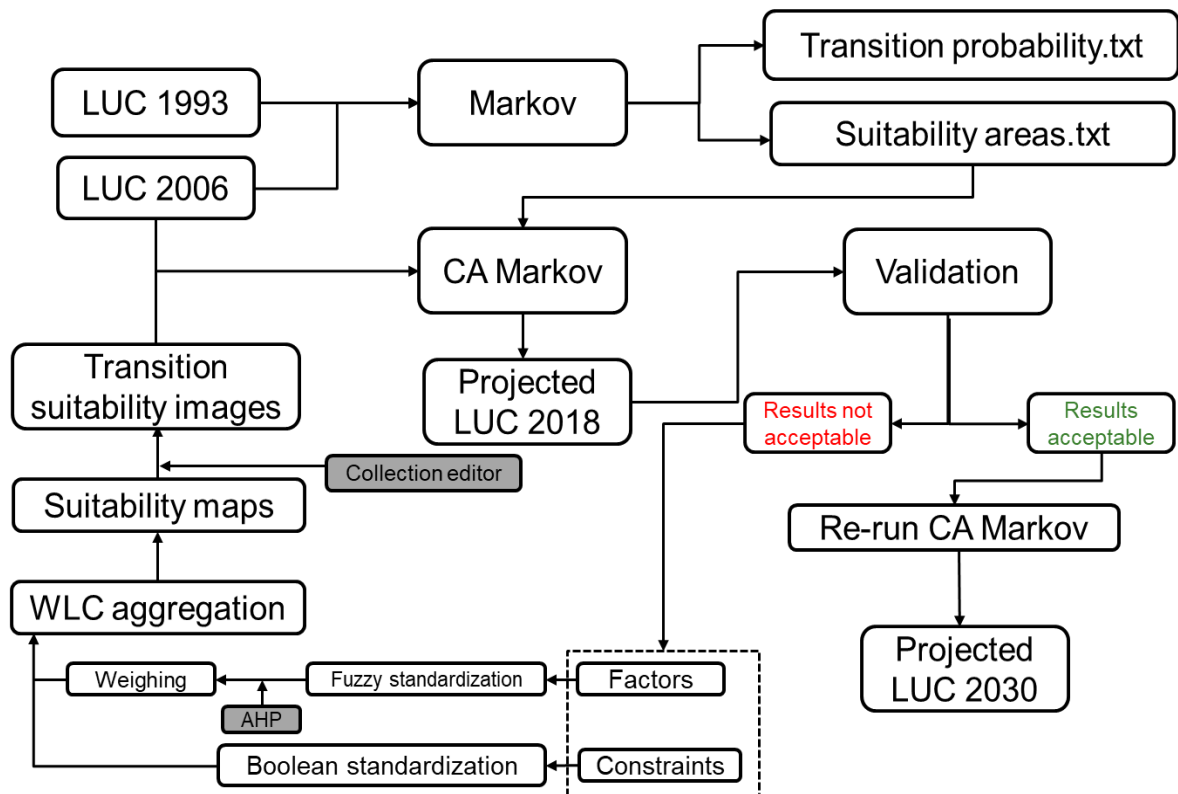 Transition probability.txt
LUC 1993
Markov
Suitability areas.txt
LUC 2006
CA Markov
Validation
Transition
suitability images
Projected
LUC 2018
Results not
acceptable
Results
acceptable
Collection editor
Suitability maps
Re-run CA Markov
WLC aggregation
Projected
LUC 2030
Weighing
Fuzzy standardization
Factors
AHP
Boolean standardization
Constraints